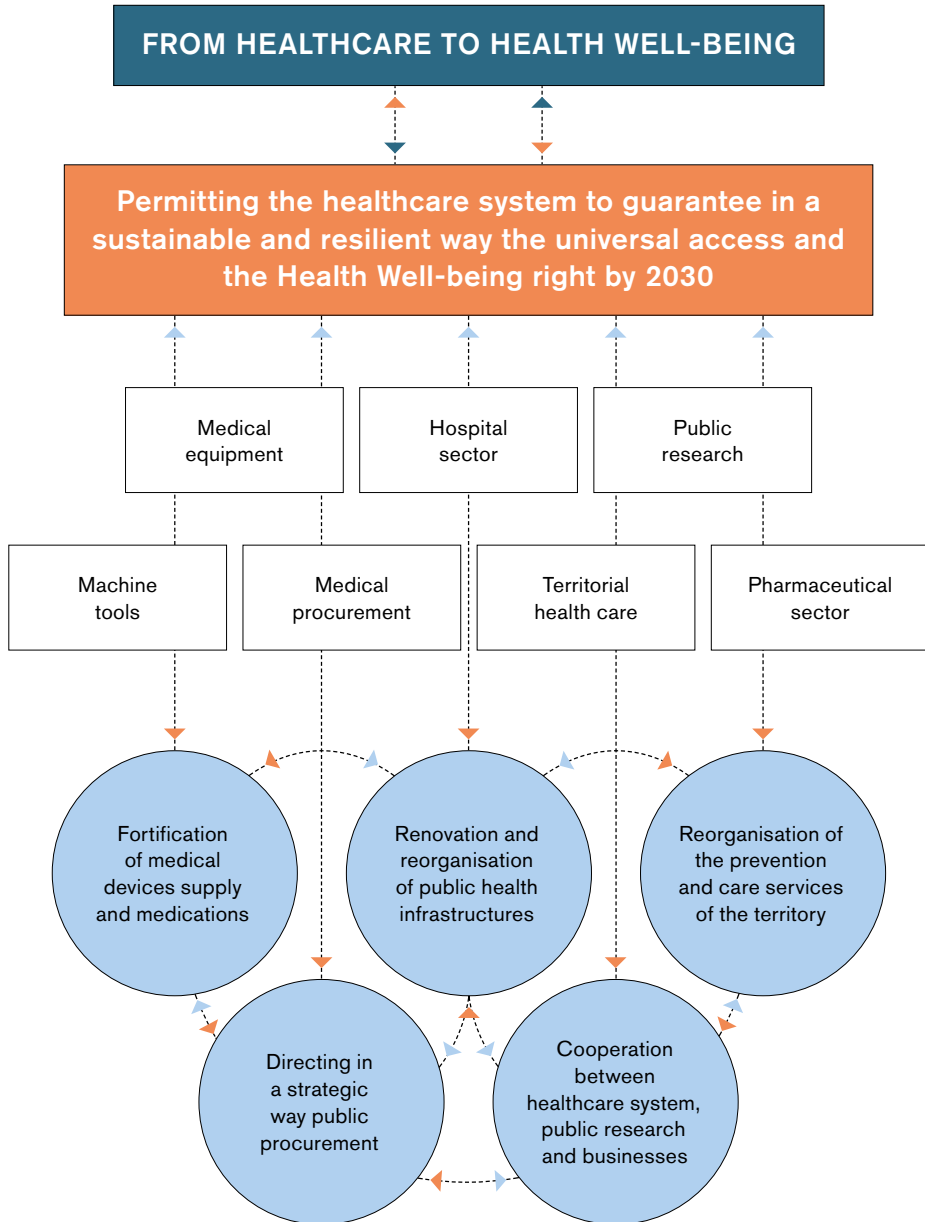 FROM HEALTHCARE TO HEALTH WELL-BEING
Permitting the healthcare system to guarantee in a
sustainable and resilient way the universal access and
the Health Well-being right by 2030
Medical
equipment
Hospital
sector
Public
research
Machine
tools
Medical
procurement
Territorial
health care
Pharmaceutical
sector
Fortification
of medical
devices supply
and medications
Renovation and
reorganisation
of public health
infrastructures
Reorganisation of
the prevention
and care services
of the territory
Directing in
a strategic
way public
procurement
Cooperation
between
healthcare system,
public research
and businesses